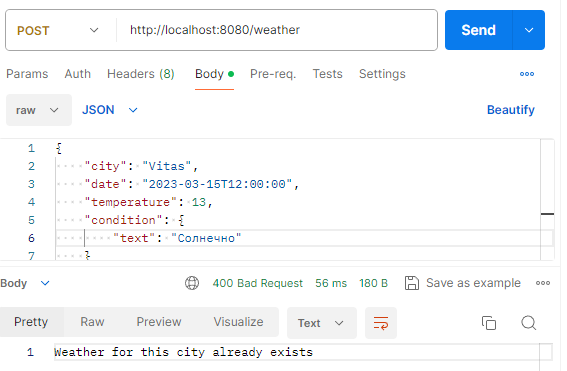 POST http://localhost:8080/weather Send
Params Auth Headers (8) Body Pre-req. Tests Settings
raw JSON Beautify
1 {
2 "city": "Vitas",
3 "date": "2023-03-15T12:00:00",
4 "temperature": 13,
5 "condition": {
6 "text": "Солнечно"
7 }
Body 400 Bad Request 56 ms 180 B Save as example
Pretty Raw Preview Visualize Text
1 Weather for this city already exists